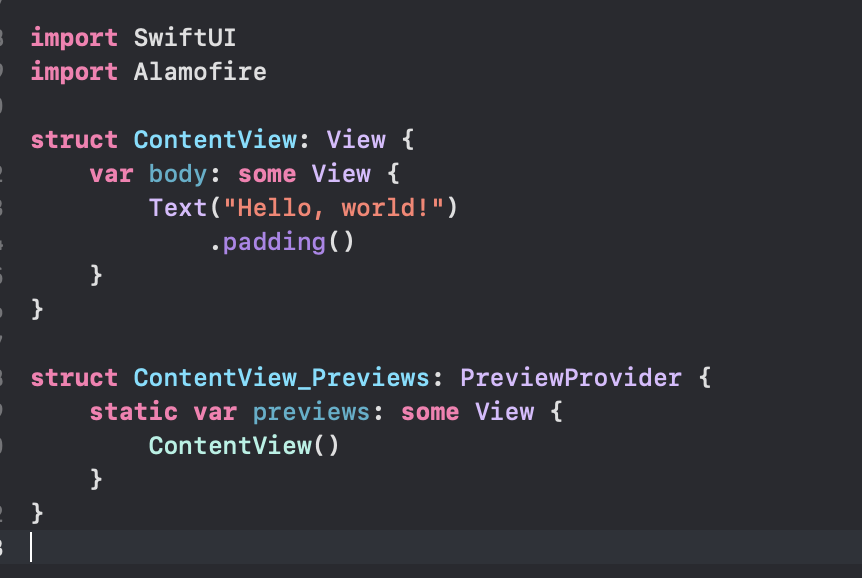 import SwiftUI
import Alamofire
struct ContentView: View {
    var body: some View {
        Text("Hello, world!")
            .padding()
    }
}
struct ContentView_Previews: PreviewProvider {
    static var previews: some View {
        ContentView()
    }
}